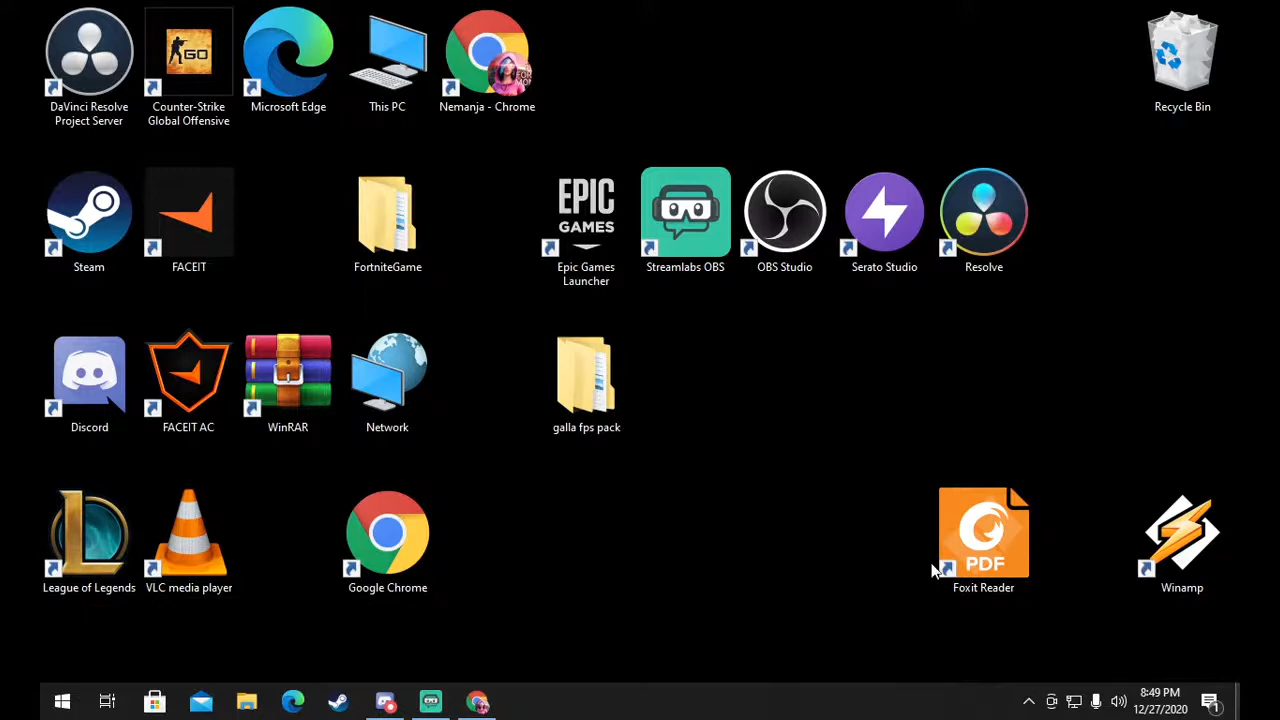 GO
DaVinci Resolve
Project Server
Counter-Strike
Global Offensive
Microsoft Edge
This PC
Nemanja - Chrome
Recycle Bin
EPIC
GAMES
Steam
FACEIT
FortniteGame
Epic Games
Launcher
Streamlabs OBS
OBS Studio
Serato Studio
Resolve
Discord
FACEIT AC
WinRAR
Network
galla fps pack
PDF
League of Legends
VLC media player
Google Chrome
Foxit Reader
Winamp
8:49 PM
12/27/2020
1